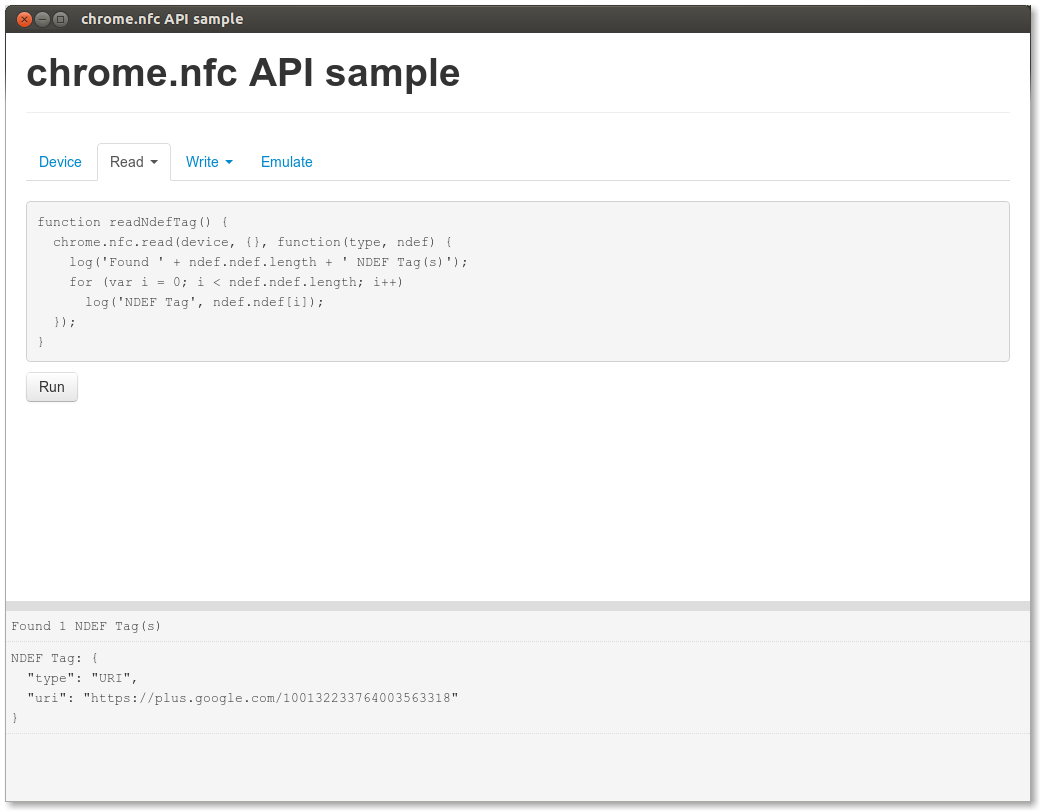 chrome.nfc API sample
chrome.nfc API sample
Device Read Write Emulate
function readNdefTag() {
  chrome.nfc.read(device, {}, function(type, ndef) {
    log('Found ' + ndef.ndef.length + ' NDEF Tag(s)');
    for (var i = 0; i < ndef.ndef.length; i++)
      log('NDEF Tag', ndef.ndef[i]);
  });
}
Run
Found 1 NDEF Tag(s)
NDEF Tag: {
  "type": "URI",
  "uri": "https://plus.google.com/100132233764003563318"
}